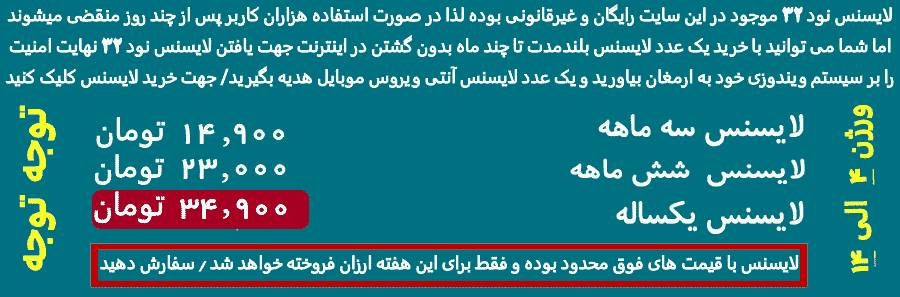 لایسنس نود ۳۲ موجود در این سایت رایگان و غیرقانونی بوده لذا در صورت استفاده هزاران کاربر پس از چند روز منقضی میشوند
اما شما می توانید با خرید یک عدد لایسنس بلندمدت تا چند ماه بدون گشتن در اینترنت جهت یافتن لایسنس نود ۳۲ نهایت امنیت
را بر سیستم ویندوزی خود به ارمغان بیاورید و یک عدد لایسنس آنتی ویروس موبایل هدیه بگیرید/ جهت خرید لایسنس کلیک کنید
ورژن ۴ الی ۱۴
لایسنس سه ماهه ۱۴,۹۰۰ تومان
لایسنس شش ماهه ۲۳,۰۰۰ تومان
لایسنس یکساله ۳۴,۹۰۰ تومان
توجه توجه
لایسنس با قیمت های فوق محدود بوده و فقط برای این هفته ارزان فروخته خواهد شد / سفارش دهید